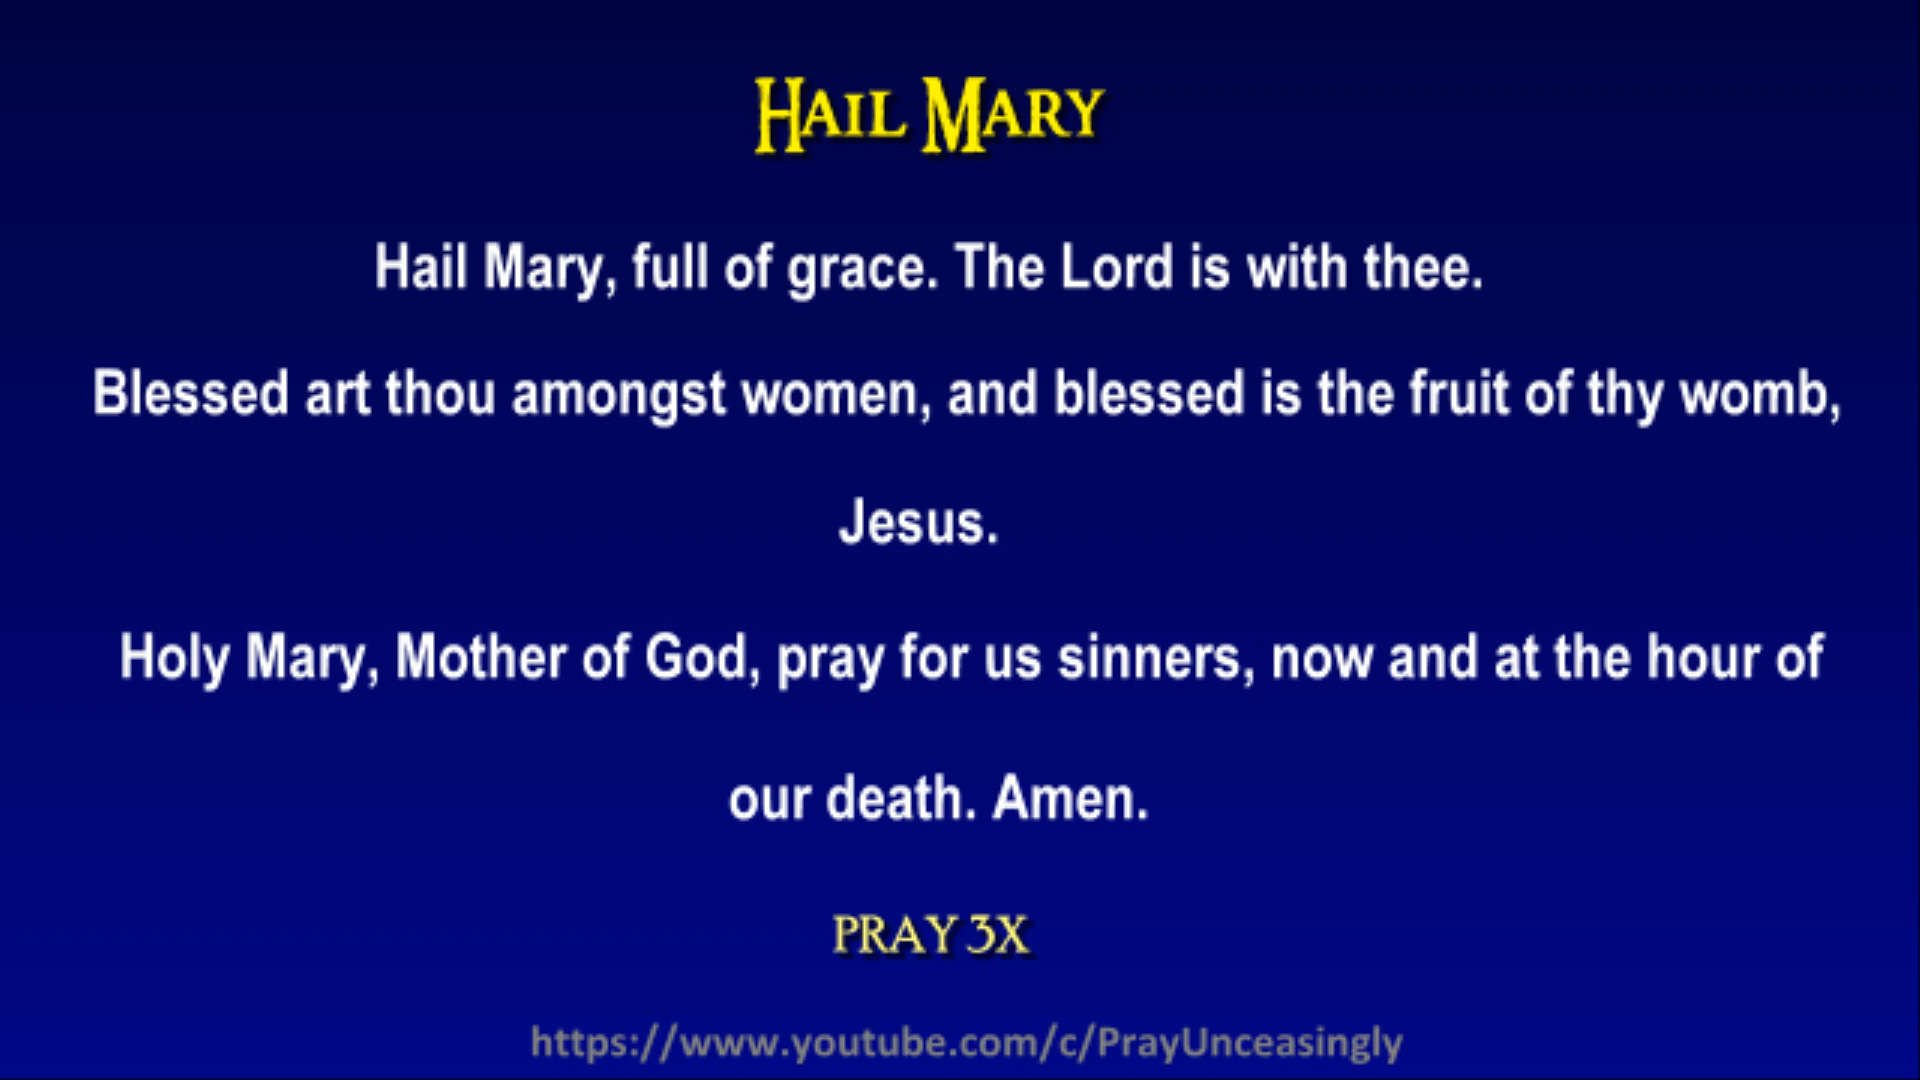 HAIL MARY
Hail Mary, full of grace. The Lord is with thee.
Blessed art thou amongst women, and blessed is the fruit of thy womb,
Jesus.
Holy Mary, Mother of God, pray for us sinners, now and at the hour of
our death. Amen.
PRAY 3X
https://www.youtube.com/c/PrayUnceasingly